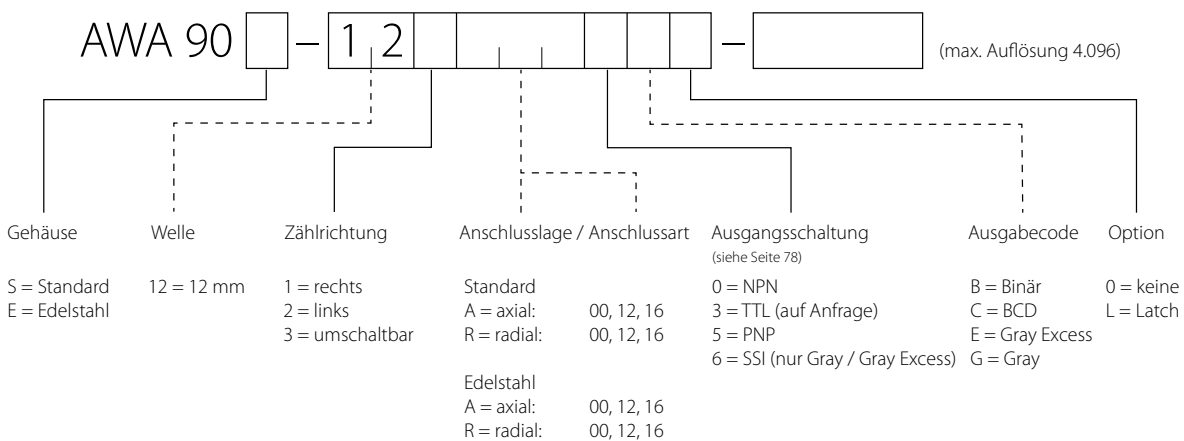 AWA 90 – 12 – (max. Auflösung 4.096)
Gehäuse Welle Zählrichtung Anschlusslage / Anschlussart Ausgangsschaltung Ausgabecode Option
(siehe Seite 78)
S = Standard 12 = 12 mm 1 = rechts Standard 0 = NPN B = Binär 0 = keine
E = Edelstahl 2 = links A = axial: 00, 12, 16 3 = TTL (auf Anfrage) C = BCD L = Latch
3 = umschaltbar R = radial: 00, 12, 16 5 = PNP E = Gray Excess
6 = SSI (nur Gray / Gray Excess) G = Gray
Edelstahl
A = axial: 00, 12, 16
R = radial: 00, 12, 16